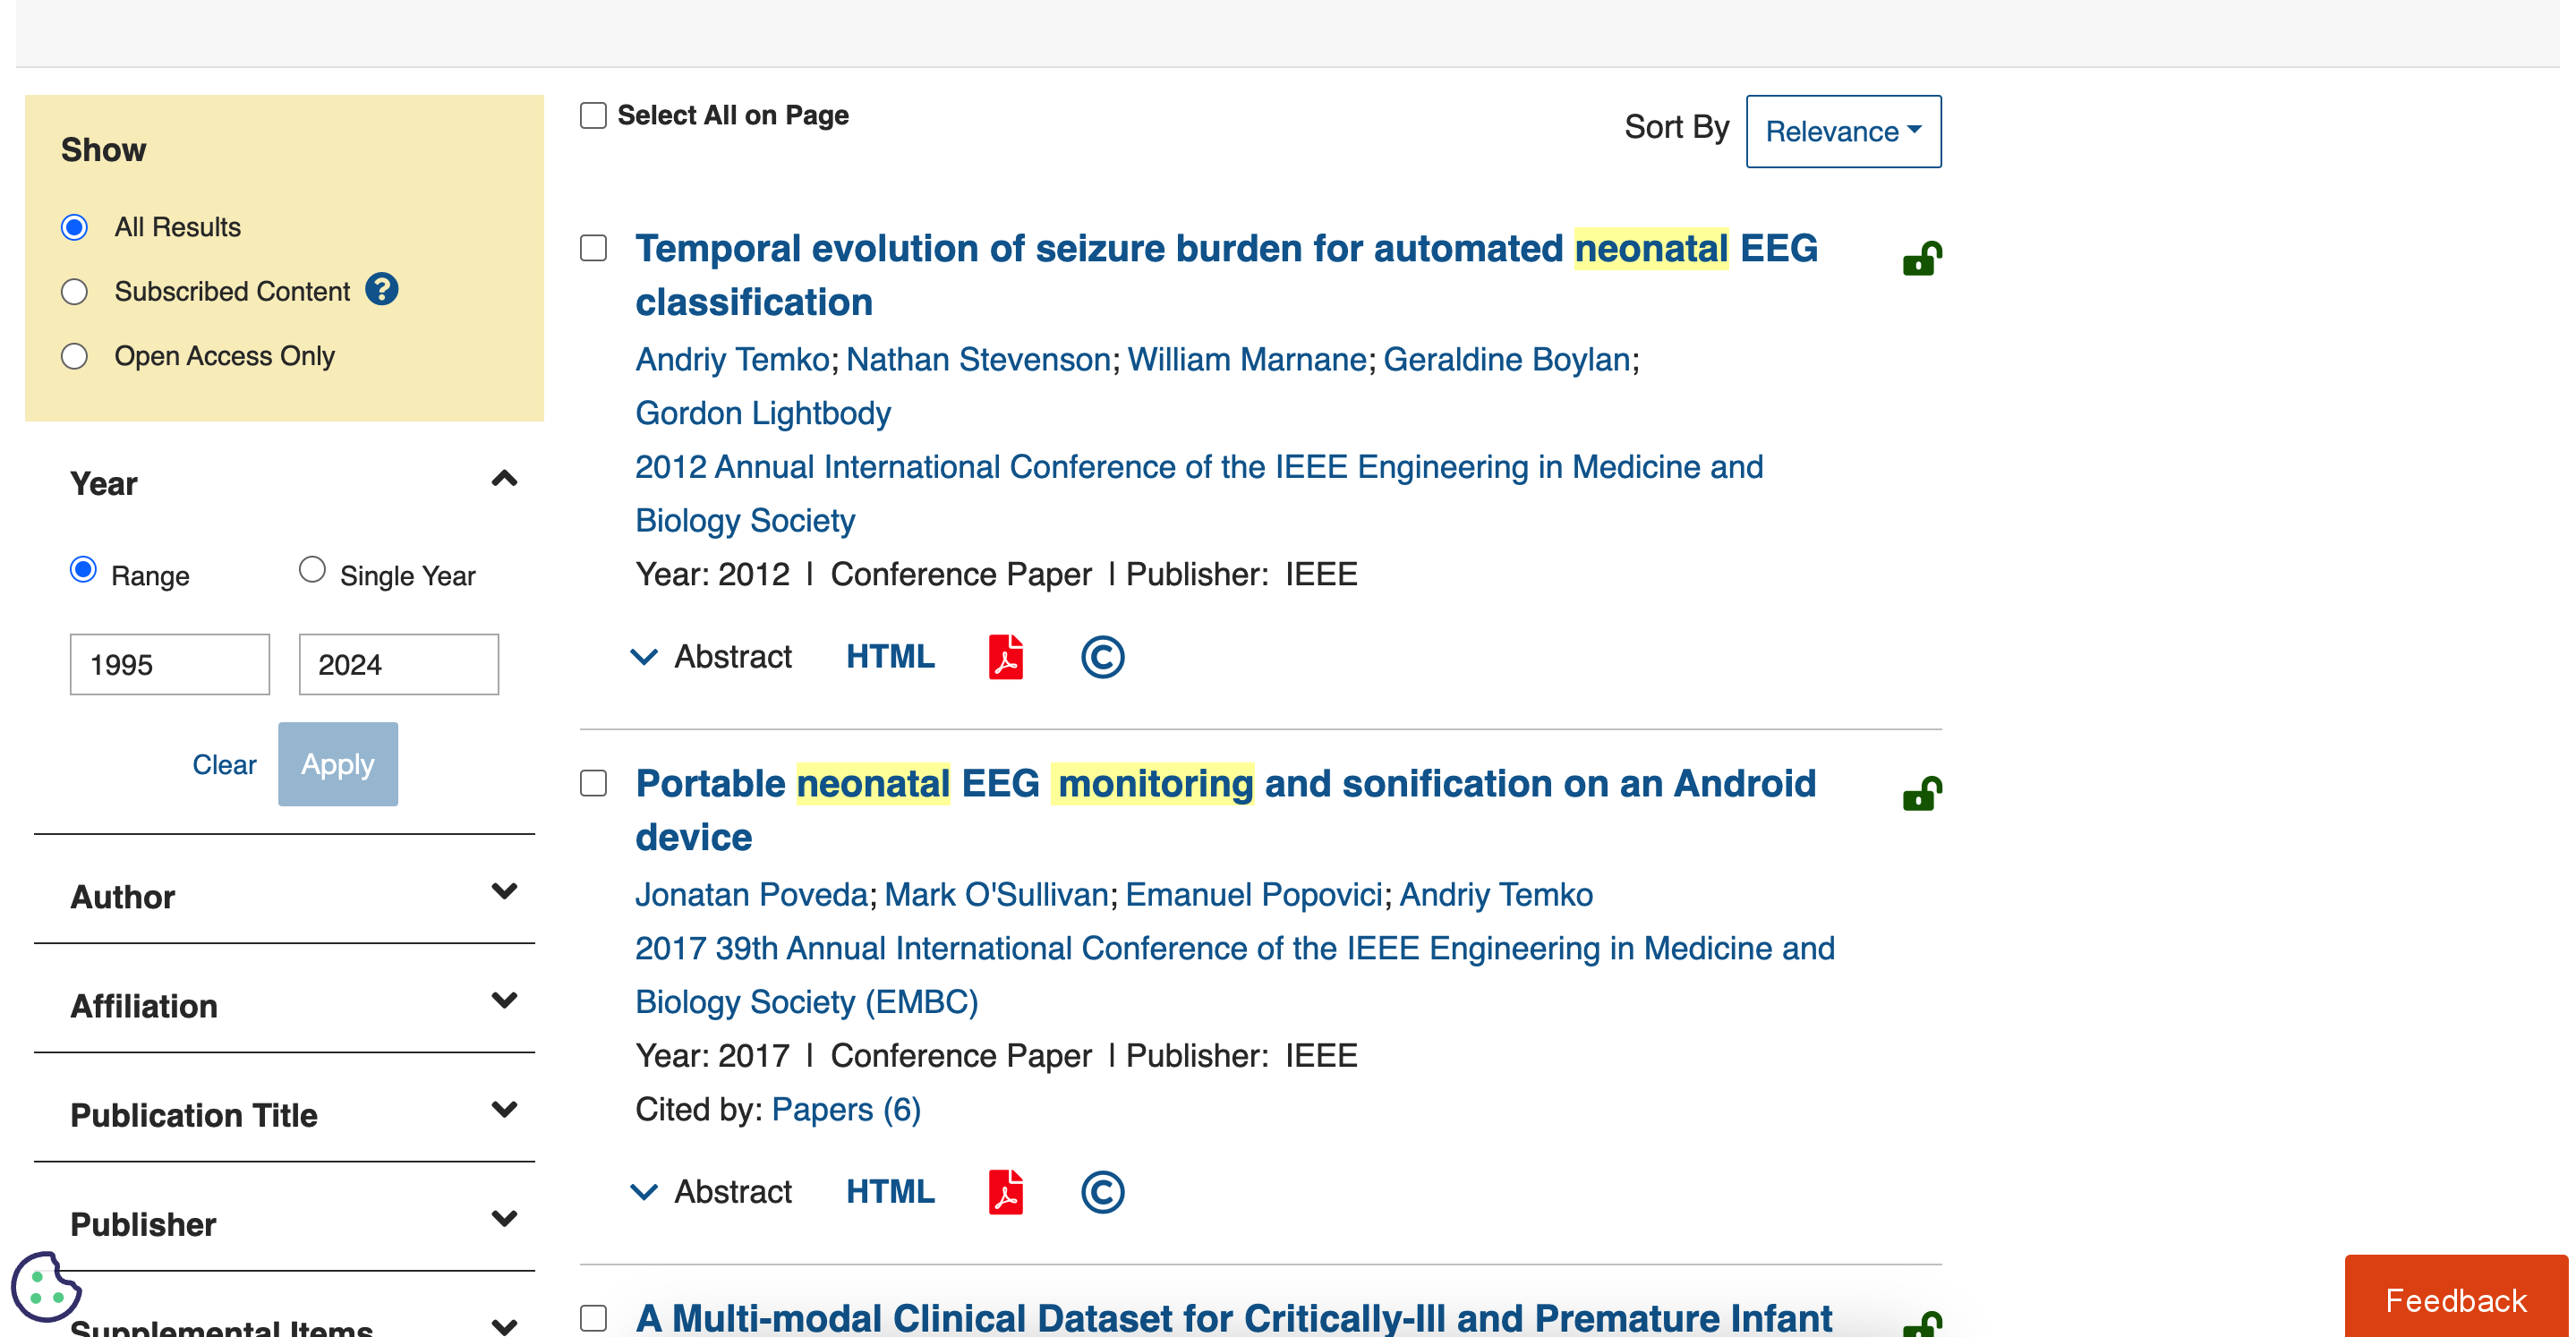 Show
All Results
Subscribed Content ?
Open Access Only
Year
Range Single Year
1995 2024
Clear Apply
Author
Affiliation
Publication Title
Publisher
Supplemental Items
Select All on Page
Sort By Relevance
Temporal evolution of seizure burden for automated neonatal EEG
classification
Andriy Temko; Nathan Stevenson; William Marnane; Geraldine Boylan;
Gordon Lightbody
2012 Annual International Conference of the IEEE Engineering in Medicine and
Biology Society
Year: 2012 | Conference Paper | Publisher: IEEE
Abstract HTML ©
Portable neonatal EEG monitoring and sonification on an Android
device
Jonatan Poveda; Mark O'Sullivan; Emanuel Popovici; Andriy Temko
2017 39th Annual International Conference of the IEEE Engineering in Medicine and
Biology Society (EMBC)
Year: 2017 | Conference Paper | Publisher: IEEE
Cited by: Papers (6)
Abstract HTML ©
A Multi-modal Clinical Dataset for Critically-Ill and Premature Infant
Feedback